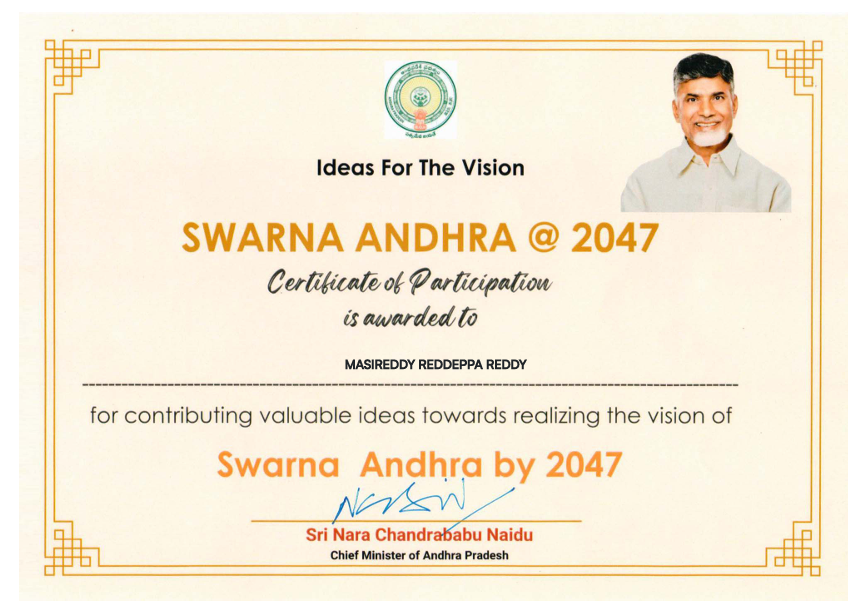 Ideas For The Vision
SWARNA ANDHRA @ 2047
Certificate of Participation
is awarded to
MASIREDDY REDDEPPA REDDY
for contributing valuable ideas towards realizing the vision of
Swarna Andhra by 2047
Sri Nara Chandrababu Naidu
Chief Minister of Andhra Pradesh